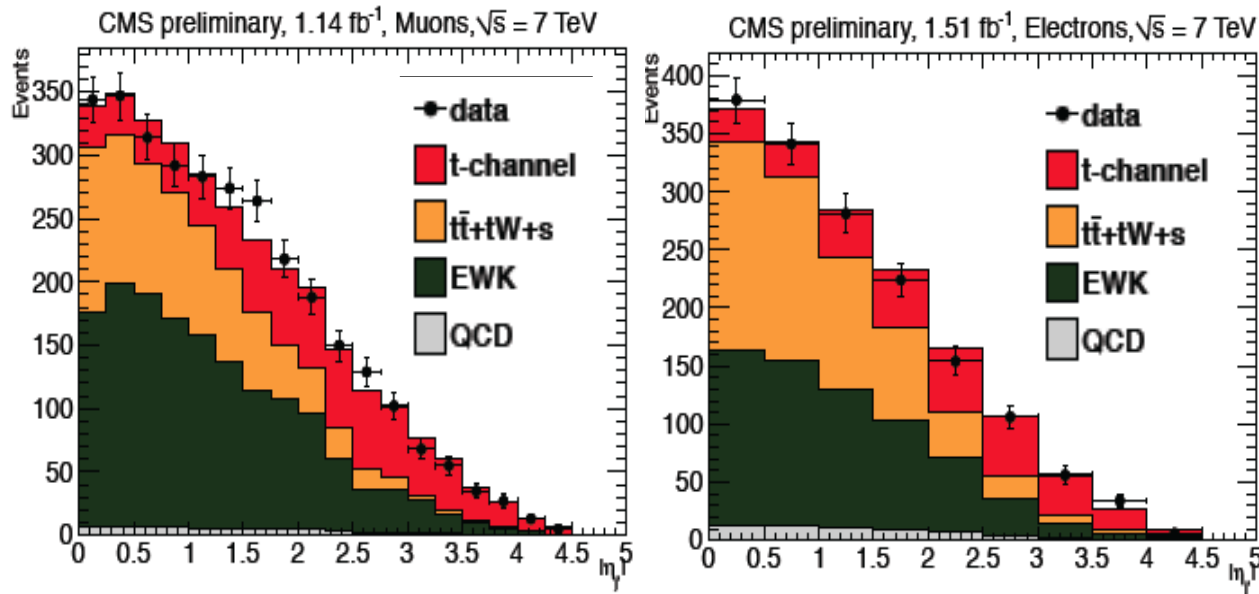 CMS preliminary, 1.14 fb⁻¹, Muons, √s = 7 TeV
Events
350
300
250
200
150
100
50
0
data
t-channel
tt̄+tW+s
EWK
QCD
0 0.5 1 1.5 2 2.5 3 3.5 4 4.5 5
CMS preliminary, 1.51 fb⁻¹, Electrons, √s = 7 TeV
Events
400
350
300
250
200
150
100
50
0
data
t-channel
tt̄+tW+s
EWK
QCD
0 0.5 1 1.5 2 2.5 3 3.5 4 4.5 5